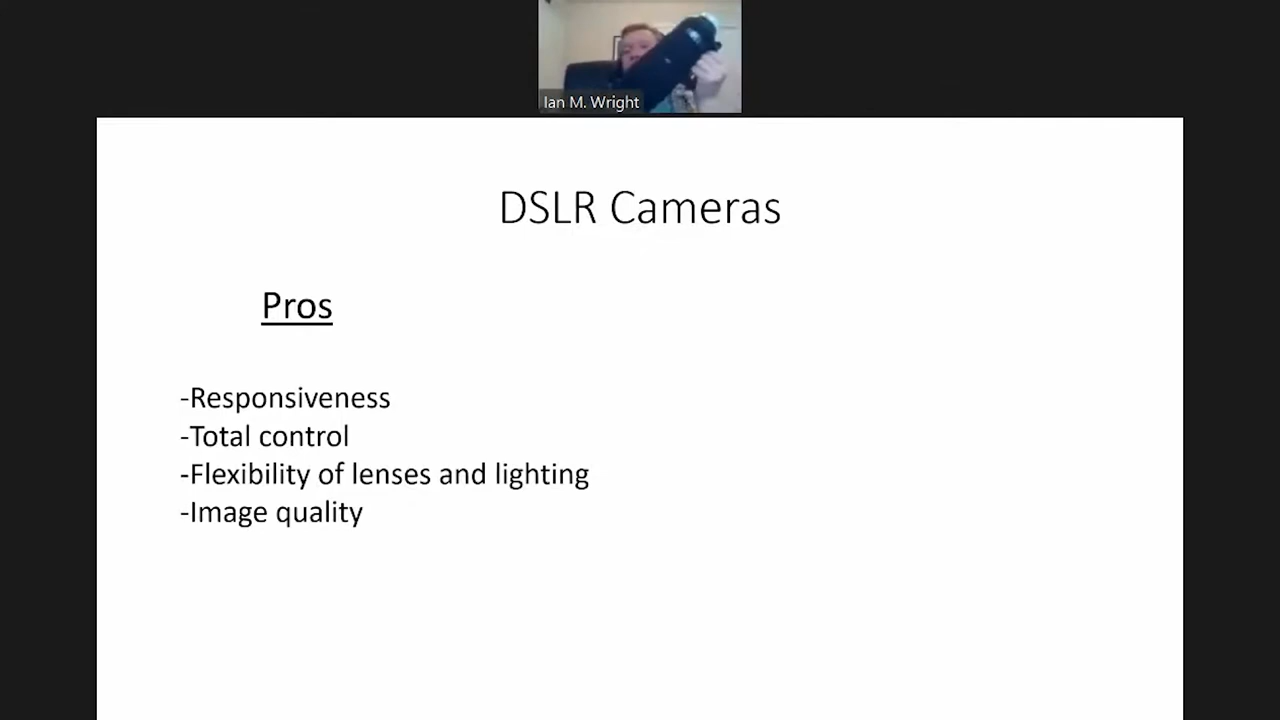 Ian M. Wright
DSLR Cameras
Pros
-Responsiveness
-Total control
-Flexibility of lenses and lighting
-Image quality